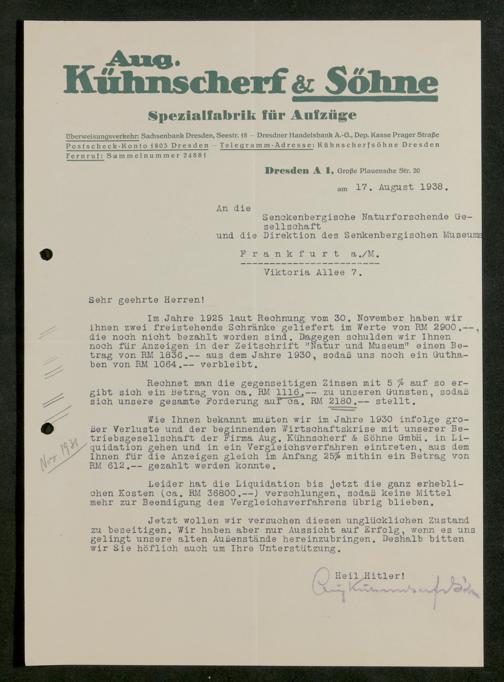 Aug.
Kühnscherf & Söhne
Spezialfabrik für Aufzüge
Überweisungsverkehr: Sachsenbank Dresden, Seestr. 18 – Dresdner Handelsbank A.-G., Dep. Kasse Prager Straße
Postscheck-Konto 1805 Dresden – Telegramm-Adresse: Kühnscherfsöhne Dresden
Fernruf: Sammelnummer 24881
Dresden A 1, Große Plauensche Str. 20
am 17. August 1938.
An die
Senckenbergische Naturforschende Ge-
sellschaft
und die Direktion des Senkenbergischen Museums
Frankfurt a./M.
Viktoria Allee 7.
Sehr geehrte Herren!
Im Jahre 1925 laut Rechnung vom 30. November haben wir
Ihnen zwei freistehende Schränke geliefert im Werte von RM 2900.--,
die noch nicht bezahlt worden sind. Dagegen schulden wir Ihnen
noch für Anzeigen in der Zeitschrift "Natur und Museum" einen Be-
trag von RM 1836.-- aus dem Jahre 1930, sodaß uns noch ein Gutha-
ben von RM 1064.-- verbleibt.
Rechnet man die gegenseitigen Zinsen mit 5 % auf so er-
gibt sich ein Betrag von ca. RM 1116.-- zu unseren Gunsten, sodaß
sich unsere gesamte Forderung auf ca. RM 2180.-- stellt.
Wie Ihnen bekannt mußten wir im Jahre 1930 infolge gro-
ßer Verluste und der beginnenden Wirtschaftskrise mit unserer Be-
triebsgesellschaft der Firma Aug. Kühnscherf & Söhne GmbH. in Li-
quidation gehen und in ein Vergleichsverfahren eintreten, aus dem
Ihnen für die Anzeigen gleich im Anfang 25% mithin ein Betrag von
RM 612.-- gezahlt werden konnte.
Leider hat die Liquidation bis jetzt die ganz erhebli-
chen Kosten (ca. RM 36800.--) verschlungen, sodaß keine Mittel
mehr zur Beendigung des Vergleichsverfahrens übrig blieben.
Jetzt wollen wir versuchen diesen unglücklichen Zustand
zu beseitigen. Wir haben aber nur Aussicht auf Erfolg, wenn es uns
gelingt unsere alten Außenstände hereinzubringen. Deshalb bitten
wir Sie höflich auch um Ihre Unterstützung.
Heil Hitler!
Aug Kühnscherf & Söhne